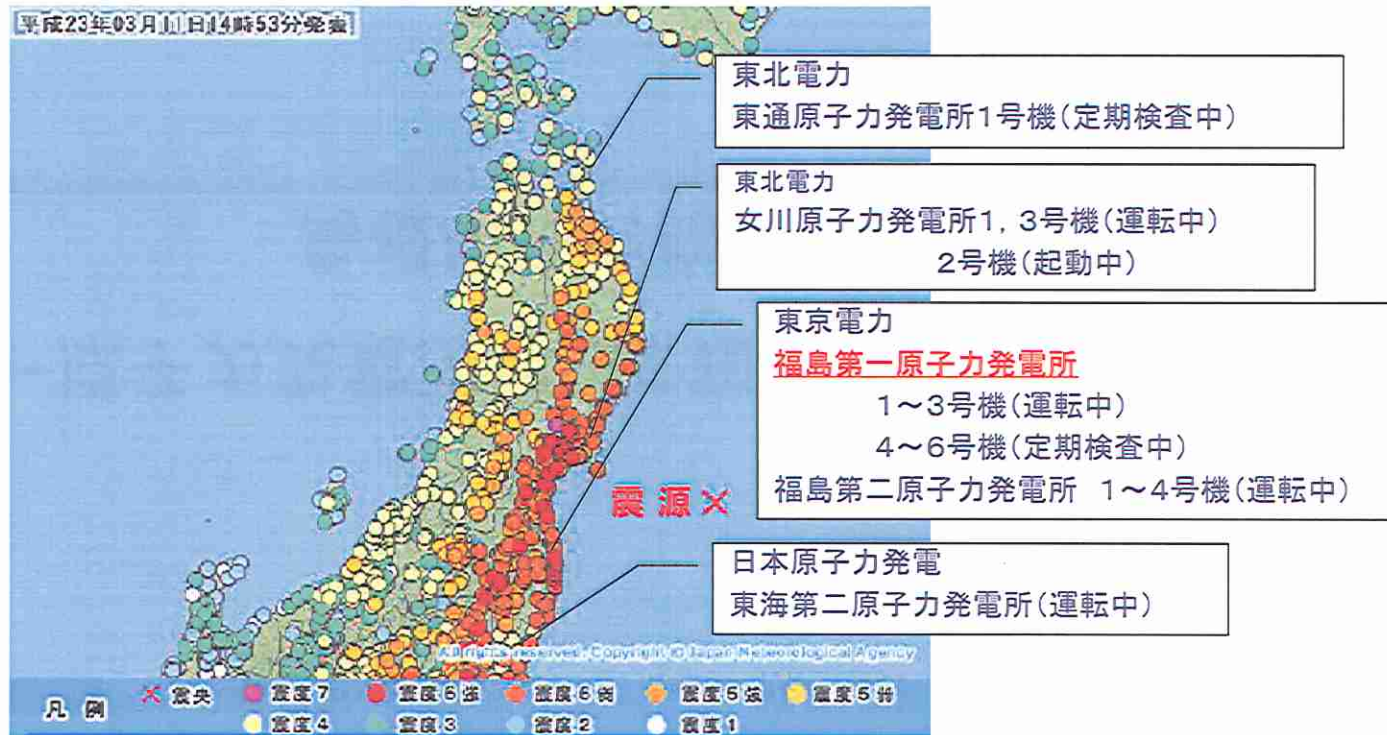 平成23年03月11日14時53分発表
東北電力
東通原子力発電所1号機(定期検査中)
東北電力
女川原子力発電所1,3号機(運転中)
2号機(起動中)
東京電力
福島第一原子力発電所
1～3号機(運転中)
4～6号機(定期検査中)
福島第二原子力発電所 1～4号機(運転中)
震源×
日本原子力発電
東海第二原子力発電所(運転中)
All rights reserved. Copyright © Japan Meteorological Agency
凡例 × 震央 震度7 震度6強 震度6弱 震度5強 震度5弱
震度4 震度3 震度2 震度1